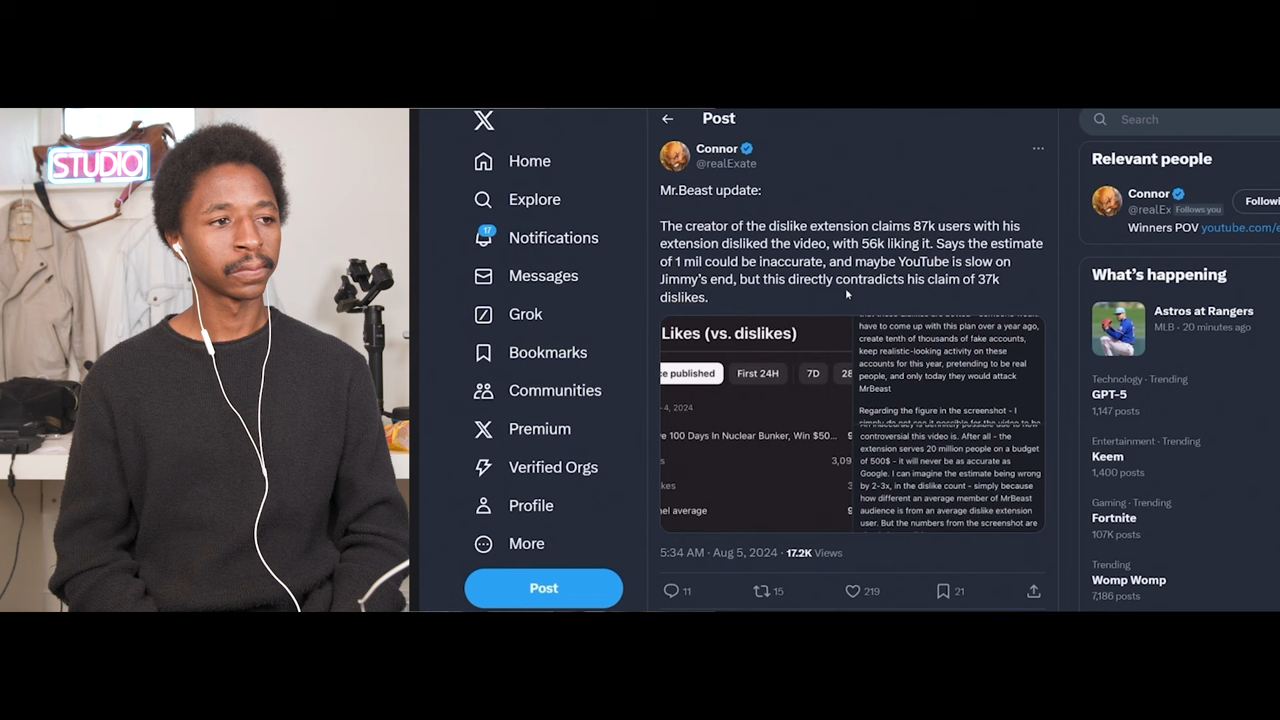 STUDIO
Home
Explore
17
Notifications
Messages
Grok
Bookmarks
Communities
Premium
Verified Orgs
Profile
More
Post
Post
Connor
@realExate
Mr.Beast update:
The creator of the dislike extension claims 87k users with his
extension disliked the video, with 56k liking it. Says the estimate
of 1 mil could be inaccurate, and maybe YouTube is slow on
Jimmy's end, but this directly contradicts his claim of 37k
dislikes.
Likes (vs. dislikes)
ce published First 24H 7D 28
- 4, 2024
e 100 Days In Nuclear Bunker, Win $50...
3,09
kes
el average
have to come up with this plan over a year ago,
create tenth of thousands of fake accounts,
keep realistic-looking activity on these
accounts for this year, pretending to be real
people, and only today they would attack
MrBeast
Regarding the figure in the screenshot - I
controversial this video is. After all - the
extension serves 20 million people on a budget
of 500$ - it will never be as accurate as
Google. I can imagine the estimate being wrong
by 2-3x, in the dislike count - simply because
how different an average member of MrBeast
audience is from an average dislike extension
user. But the numbers from the screenshot are
5:34 AM · Aug 5, 2024 · 17.2K Views
11 15 219 21
Search
Relevant people
Connor
@realEx Follows you
Followi
Winners POV youtube.com/
What's happening
Astros at Rangers
MLB · 20 minutes ago
Technology · Trending
GPT-5
1,147 posts
Entertainment · Trending
Keem
1,400 posts
Gaming · Trending
Fortnite
107K posts
Trending
Womp Womp
7,186 posts